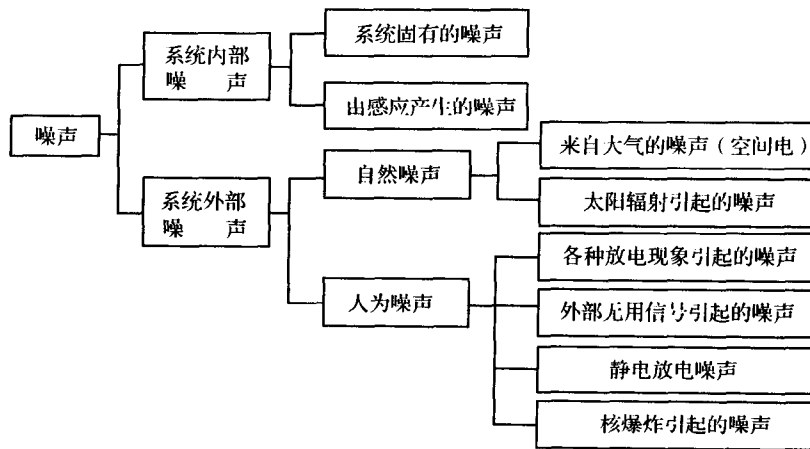 系统固有的噪声
系统内部
噪 声
由感应产生的噪声
噪声
来自大气的噪声（空间电）
自然噪声
系统外部
噪 声
太阳辐射引起的噪声
各种放电现象引起的噪声
人为噪声
外部无用信号引起的噪声
静电放电噪声
核爆炸引起的噪声